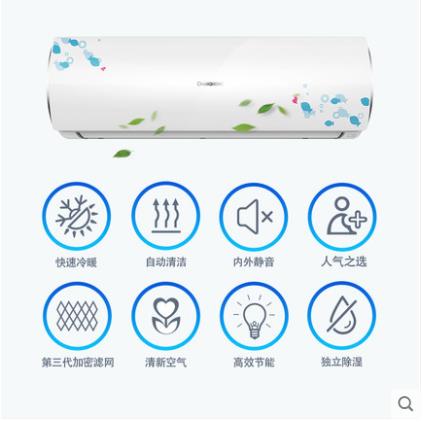 快速冷暖
自动清洁
内外静音
人气之选
第三代加密滤网
清新空气
高效节能
独立除湿